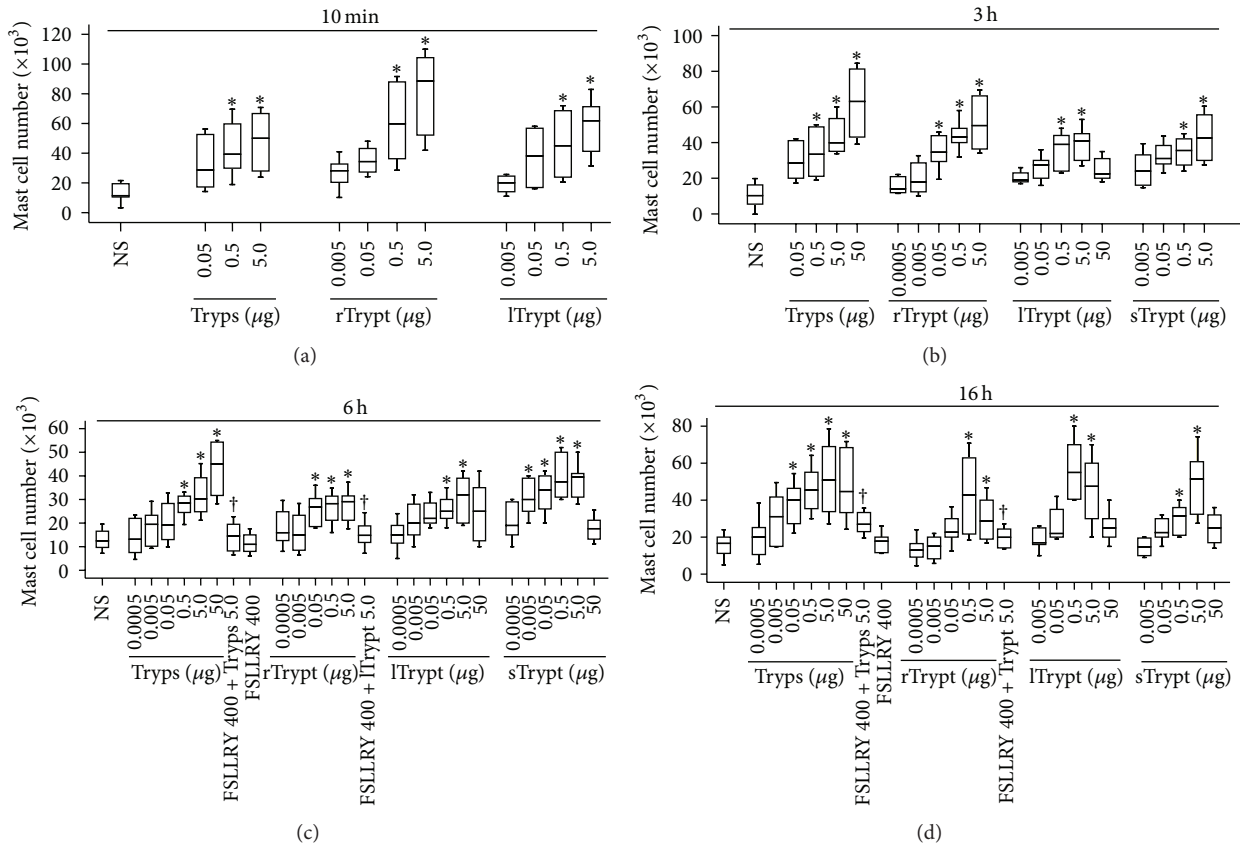 10 min
Mast cell number (×10³)
120
100
80
60
40
20
0
* * * * * *
NS 0.05 0.5 5.0 0.005 0.05 0.5 5.0 0.005 0.05 0.5 5.0
Tryps (μg) rTrypt (μg) lTrypt (μg)
(a)
3 h
Mast cell number (×10³)
100
80
60
40
20
0
* * * * * * * * * *
NS 0.05 0.5 5.0 50 0.0005 0.005 0.05 0.5 5.0 0.005 0.05 0.5 5.0 50 0.005 0.05 0.5 5.0
Tryps (μg) rTrypt (μg) lTrypt (μg) sTrypt (μg)
(b)
6 h
Mast cell number (×10³)
60
50
40
30
20
10
0
* * * † * * * † * * * * * *
NS 0.0005 0.005 0.05 0.5 5.0 50 FSLLRY 400 + Tryps 5.0 FSLLRY 400 0.0005 0.005 0.05 0.5 5.0 FSLLRY 400 + lTrypt 5.0 0.0005 0.005 0.05 0.5 5.0 50 0.0005 0.005 0.05 0.5 5.0 50
Tryps (μg) rTrypt (μg) lTrypt (μg) sTrypt (μg)
(c)
16 h
Mast cell number (×10³)
80
60
40
20
0
* * * * † * * † * * * *
NS 0.0005 0.005 0.05 0.5 5.0 50 FSLLRY 400 + Tryps 5.0 FSLLRY 400 0.0005 0.005 0.05 0.5 5.0 FSLLRY 400 + Trypt 5.0 0.005 0.05 0.5 5.0 50 0.005 0.05 0.5 5.0 50
Tryps (μg) rTrypt (μg) lTrypt (μg) sTrypt (μg)
(d)